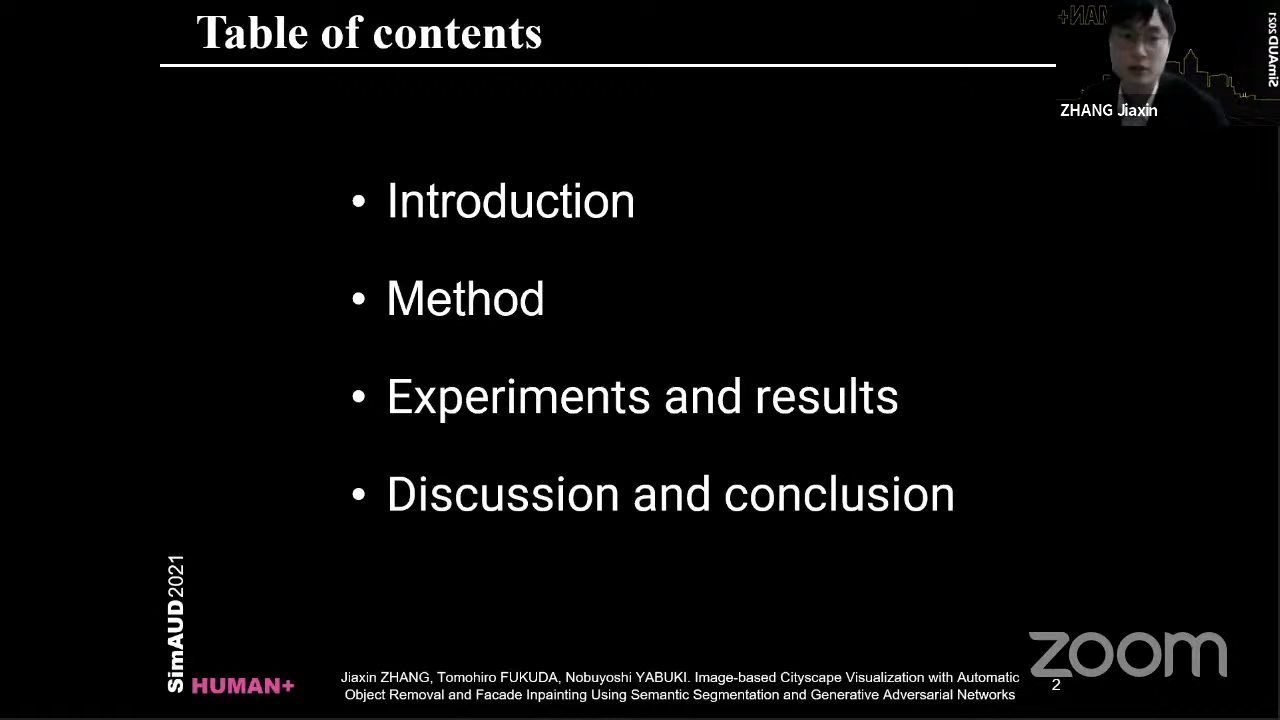 Table of contents
ZHANG Jiaxin
SimAUD 2021
• Introduction
• Method
• Experiments and results
• Discussion and conclusion
SimAUD2021
HUMAN+
Jiaxin ZHANG, Tomohiro FUKUDA, Nobuyoshi YABUKI. Image-based Cityscape Visualization with Automatic
Object Removal and Facade Inpainting Using Semantic Segmentation and Generative Adversarial Networks
2
zoom